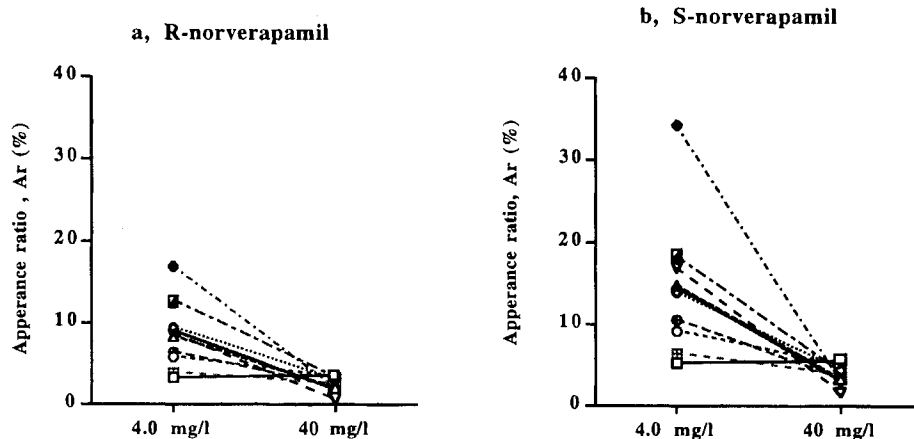 a, R-norverapamil
Apperance ratio , Ar (%)
40
30
20
10
0
4.0 mg/l
40 mg/l
b, S-norverapamil
Apperance ratio, Ar (%)
40
30
20
10
0
4.0 mg/l
40 mg/l